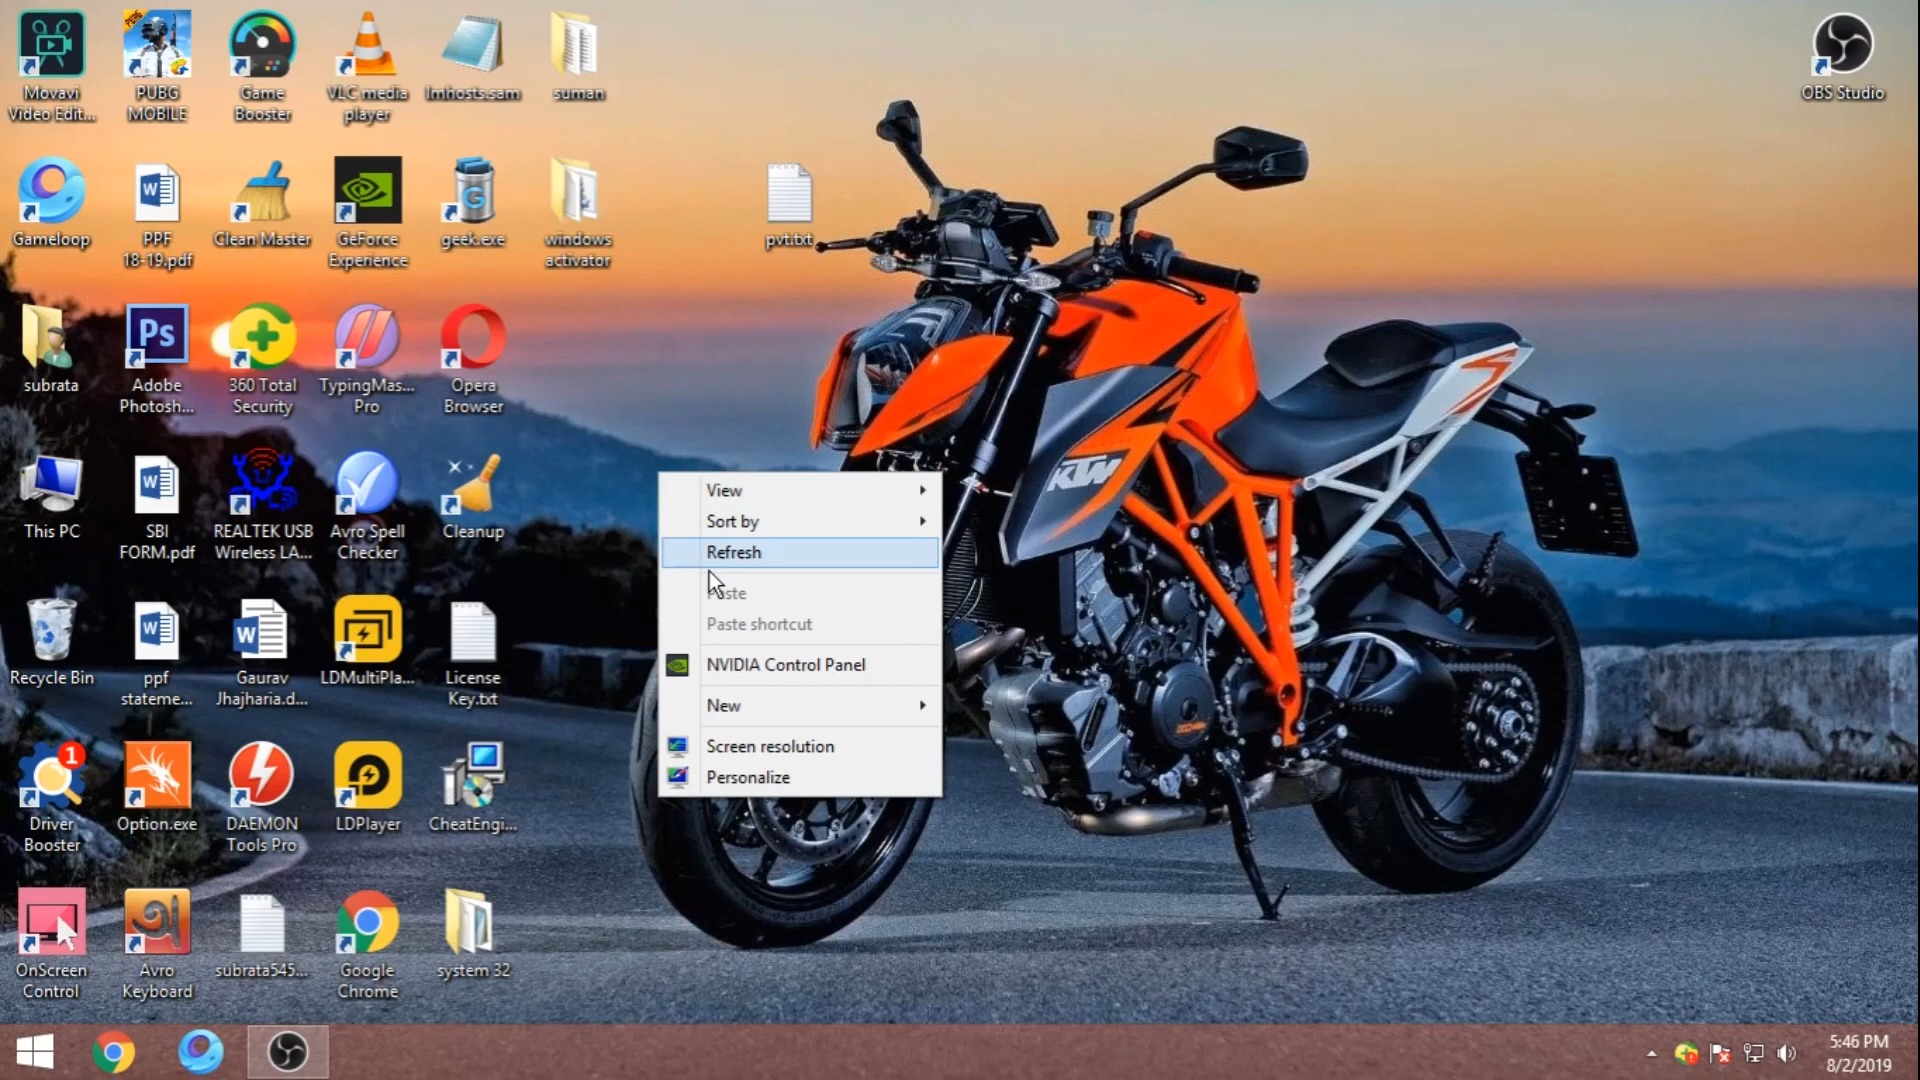 Movavi
Video Edit...
PUBG
MOBILE
Game
Booster
VLC media
player
lmhosts.sam
suman
OBS Studio
Gameloop
PPF
18-19.pdf
Clean Master
GeForce
Experience
geek.exe
windows
activator
pvt.txt
subrata
Ps
Adobe
Photosh...
360 Total
Security
TypingMas...
Pro
Opera
Browser
This PC
SBI
FORM.pdf
REALTEK USB
Wireless LA...
Avro Spell
Checker
Cleanup
KTM
View
Sort by
Refresh
Paste shortcut
NVIDIA Control Panel
New
Screen resolution
Personalize
Recycle Bin
ppf
stateme...
Gaurav
Jhajharia.d...
LDMultiPla...
License
Key.txt
1
Driver
Booster
Option.exe
DAEMON
Tools Pro
LDPlayer
CheatEngi...
OnScreen
Control
Avro
Keyboard
subrata545...
Google
Chrome
system 32
5:46 PM
8/2/2019